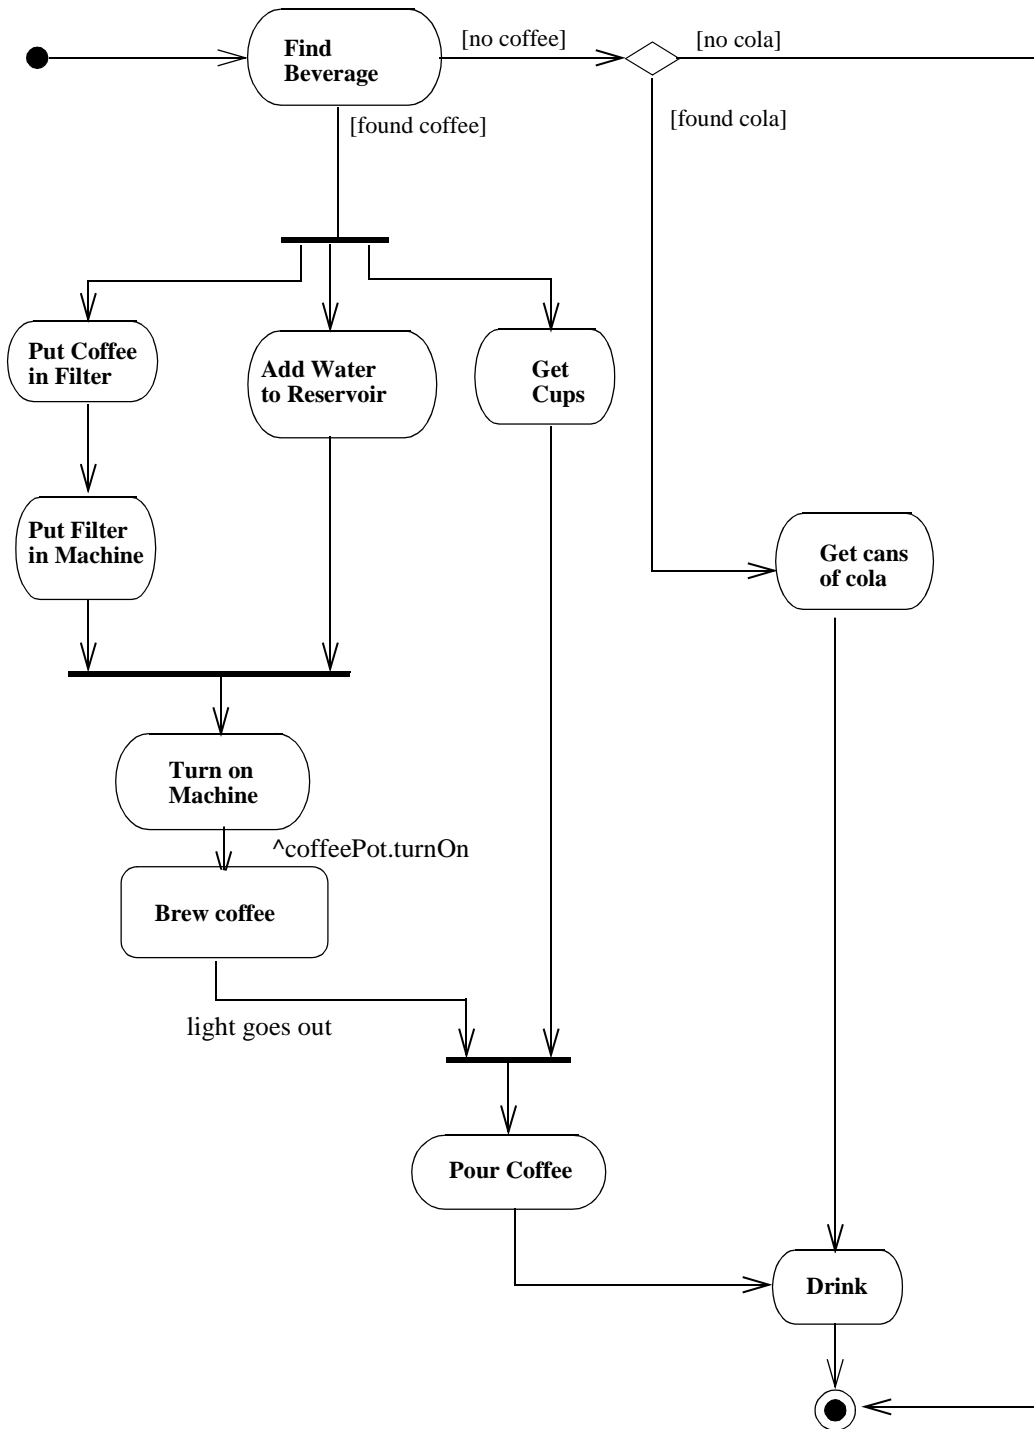 Find
Beverage
[no coffee]
[no cola]
[found coffee]
[found cola]
Put Coffee
in Filter
Add Water
to Reservoir
Get
Cups
Put Filter
in Machine
Get cans
of cola
Turn on
Machine
^coffeePot.turnOn
Brew coffee
light goes out
Pour Coffee
Drink